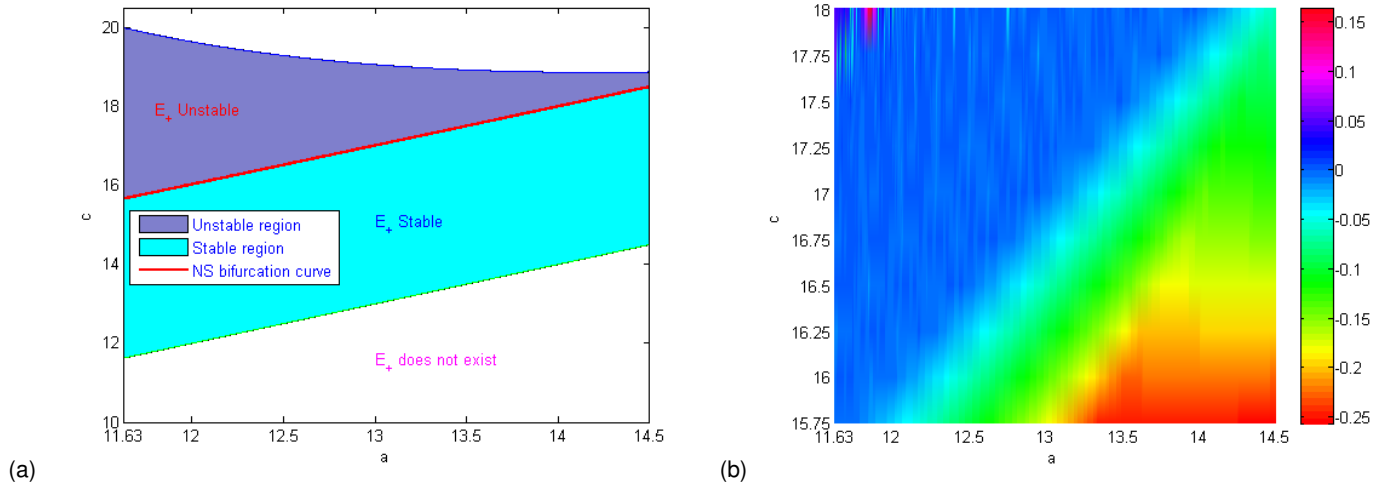 20
18
16
14
12
10
c
E+ Unstable
E+ Stable
Unstable region
Stable region
NS bifurcation curve
E+ does not exist
11.63 12 12.5 13 13.5 14 14.5
a
(a)
18
17.75
17.5
17.25
17
16.75
16.5
16.25
16
15.75
c
11.63 12 12.5 13 13.5 14 14.5
a
0.15
0.1
0.05
0
-0.05
-0.1
-0.15
-0.2
-0.25
(b)